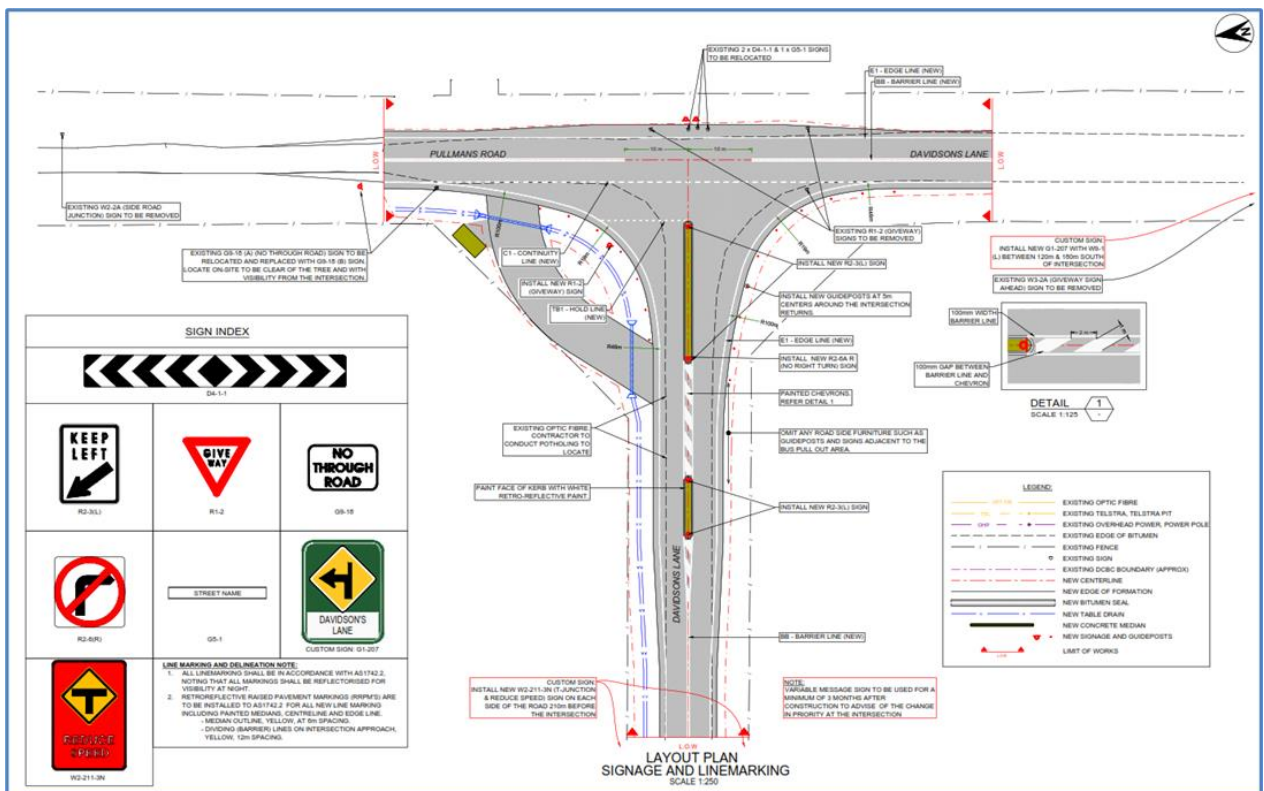 N
EXISTING 2 x D4-1-1 & 1 x G5-1 SIGNS
TO BE RELOCATED
E1 - EDGE LINE (NEW)
BB - BARRIER LINE (NEW)
L.O.W
PULLMANS ROAD
10 m
10 m
DAVIDSONS LANE
L.O.W
EXISTING W2-2A (SIDE ROAD
JUNCTION) SIGN TO BE REMOVED
EXISTING G9-18 (A) (NO THROUGH ROAD) SIGN TO BE
RELOCATED AND REPLACED WITH G9-18 (B) SIGN.
LOCATE ON-SITE TO BE CLEAR OF THE TREE AND WITH
VISIBILITY FROM THE INTERSECTION.
C1 - CONTINUITY
LINE (NEW)
INSTALL NEW R1-2
(GIVEWAY) SIGN
TB1 - HOLD LINE
(NEW)
EXISTING R1-2 (GIVEWAY)
SIGNS TO BE REMOVED
INSTALL NEW R2-3(L) SIGN
CUSTOM SIGN:
INSTALL NEW G1-207 WITH W8-1
(L) BETWEEN 120m & 180m SOUTH
OF INTERSECTION
EXISTING W3-2A (GIVEWAY SIGN
AHEAD) SIGN TO BE REMOVED
INSTALL NEW GUIDEPOSTS AT 5m
CENTERS AROUND THE INTERSECTION
RETURNS.
E1 - EDGE LINE (NEW)
INSTALL NEW R2-6A R
(NO RIGHT TURN) SIGN
PAINTED CHEVRONS.
REFER DETAIL 1
OMIT ANY ROAD SIDE FURNITURE SUCH AS
GUIDEPOSTS AND SIGNS ADJACENT TO THE
BUS PULL OUT AREA.
EXISTING OPTIC FIBRE.
CONTRACTOR TO
CONDUCT POTHOLING TO
LOCATE
PAINT FACE OF KERB WITH WHITE
RETRO-REFLECTIVE PAINT.
INSTALL NEW R2-3(L) SIGN
DAVIDSONS LANE
BB - BARRIER LINE (NEW)
100mm WIDTH
BARRIER LINE
2 m
100mm GAP BETWEEN
BARRIER LINE AND
CHEVRON
DETAIL 1
SCALE 1:125 -
SIGN INDEX
D4-1-1
KEEP
LEFT
R2-3(L)
GIVE
WAY
R1-2
NO
THROUGH
ROAD
G9-18
R2-6(R)
STREET NAME
G5-1
DAVIDSON'S
LANE
CUSTOM SIGN: G1-207
REDUCE
SPEED
W2-211-3N
LINE MARKING AND DELINEATION NOTE:
1. ALL LINEMARKING SHALL BE IN ACCORDANCE WITH AS1742.2,
NOTING THAT ALL MARKINGS SHALL BE REFLECTORISED FOR
VISIBILITY AT NIGHT.
2. RETROREFLECTIVE RAISED PAVEMENT MARKINGS (RRPM'S) ARE
TO BE INSTALLED TO AS1742.2 FOR ALL NEW LINE MARKING
INCLUDING PAINTED MEDIANS, CENTRELINE AND EDGE LINE.
- MEDIAN OUTLINE, YELLOW, AT 6m SPACING.
- DIVIDING (BARRIER) LINES ON INTERSECTION APPROACH,
YELLOW, 12m SPACING.
CUSTOM SIGN:
INSTALL NEW W2-211-3N (T-JUNCTION
& REDUCE SPEED) SIGN ON EACH
SIDE OF THE ROAD 210m BEFORE
THE INTERSECTION
NOTE:
VARIABLE MESSAGE SIGN TO BE USED FOR A
MINIMUM OF 3 MONTHS AFTER
CONSTRUCTION TO ADVISE OF THE CHANGE
IN PRIORITY AT THE INTERSECTION
L.O.W
LAYOUT PLAN
SIGNAGE AND LINEMARKING
SCALE 1:250
LEGEND:
EXISTING OPTIC FIBRE
EXISTING TELSTRA, TELSTRA PIT
OHP EXISTING OVERHEAD POWER, POWER POLE
EXISTING EDGE OF BITUMEN
EXISTING FENCE
EXISTING SIGN
EXISTING DCBC BOUNDARY (APPROX)
NEW CENTERLINE
NEW EDGE OF FORMATION
NEW BITUMEN SEAL
NEW TABLE DRAIN
NEW CONCRETE MEDIAN
NEW SIGNAGE AND GUIDEPOSTS
LIMIT OF WORKS